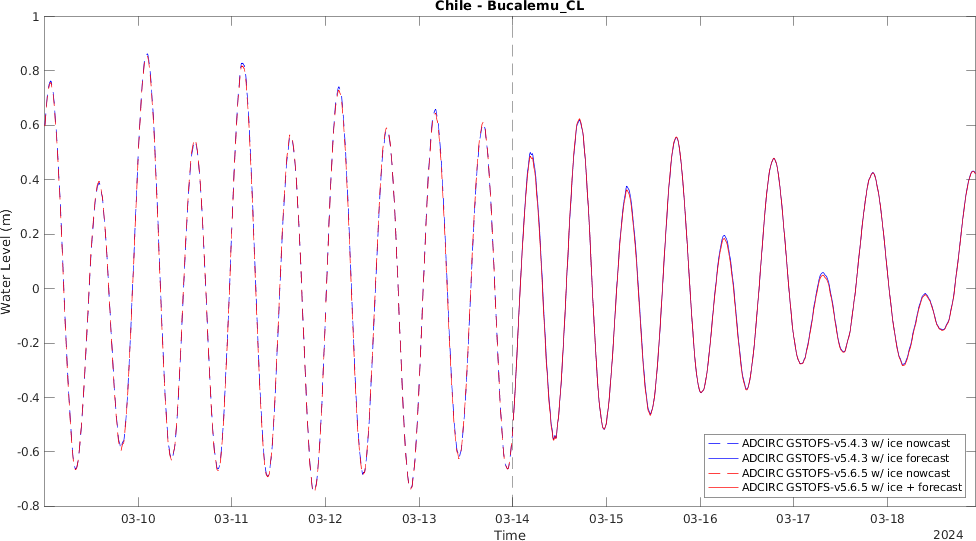 Chile - Bucalemu_CL
1
0.8
0.6
0.4
0.2
0
-0.2
-0.4
-0.6
-0.8
Water Level (m)
ADCIRC GSTOFS-v5.4.3 w/ ice nowcast
ADCIRC GSTOFS-v5.4.3 w/ ice forecast
ADCIRC GSTOFS-v5.6.5 w/ ice nowcast
ADCIRC GSTOFS-v5.6.5 w/ ice + forecast
03-10 03-11 03-12 03-13 03-14 03-15 03-16 03-17 03-18
Time
2024